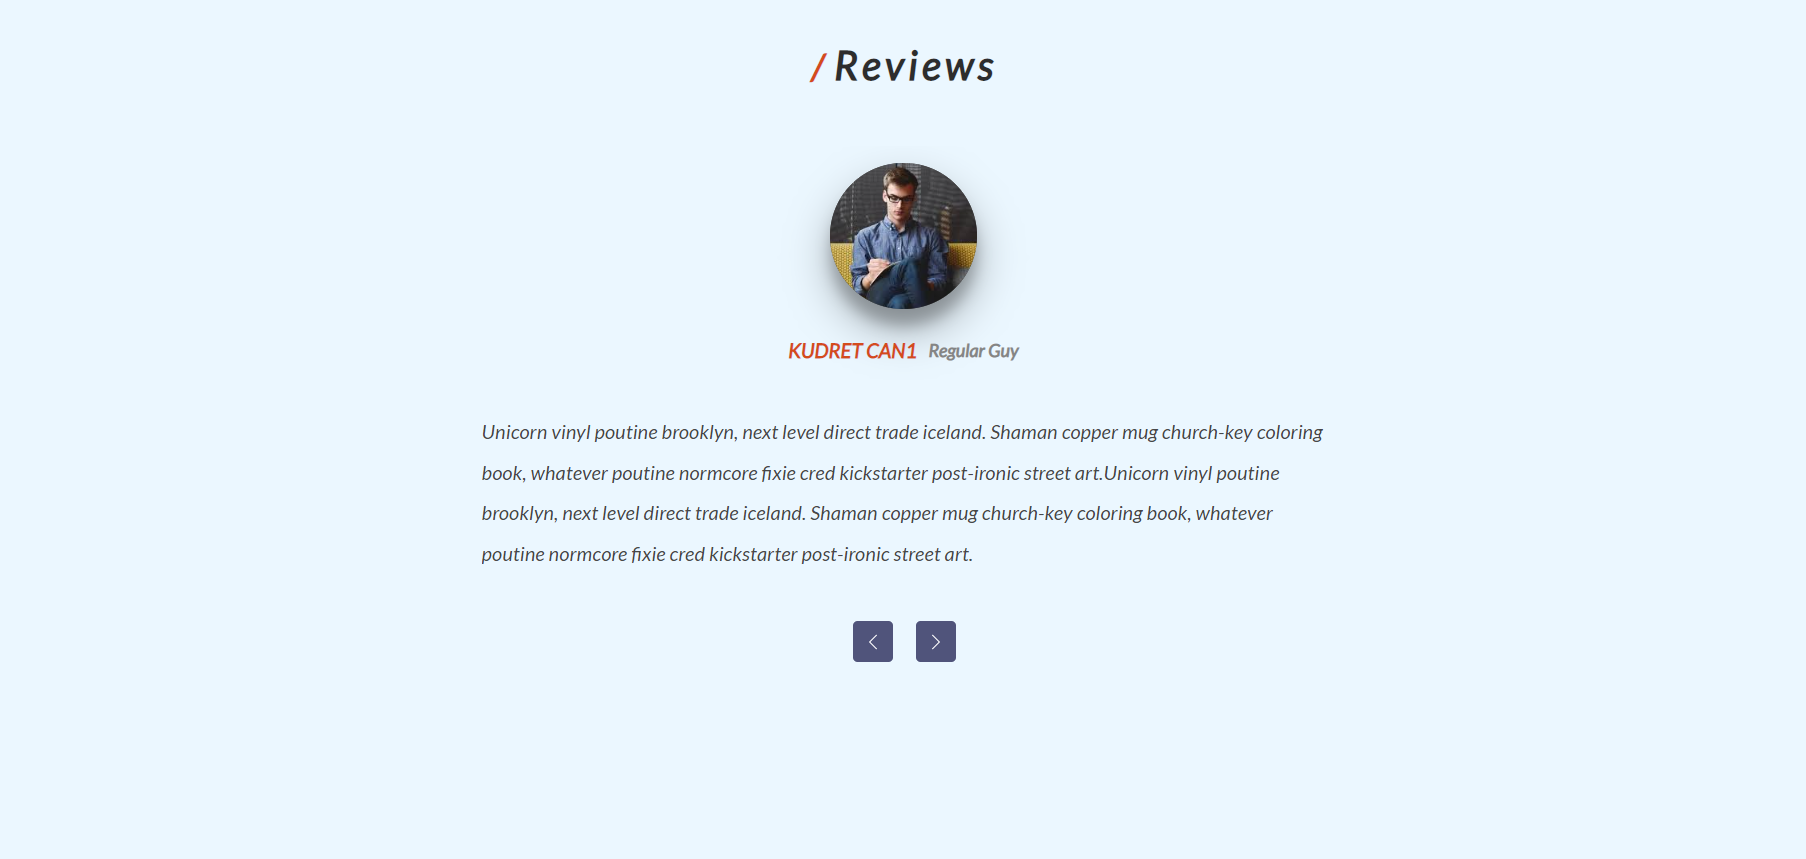 / Reviews
KUDRET CAN1 Regular Guy
Unicorn vinyl poutine brooklyn, next level direct trade iceland. Shaman copper mug church-key coloring
book, whatever poutine normcore fixie cred kickstarter post-ironic street art.Unicorn vinyl poutine
brooklyn, next level direct trade iceland. Shaman copper mug church-key coloring book, whatever
poutine normcore fixie cred kickstarter post-ironic street art.